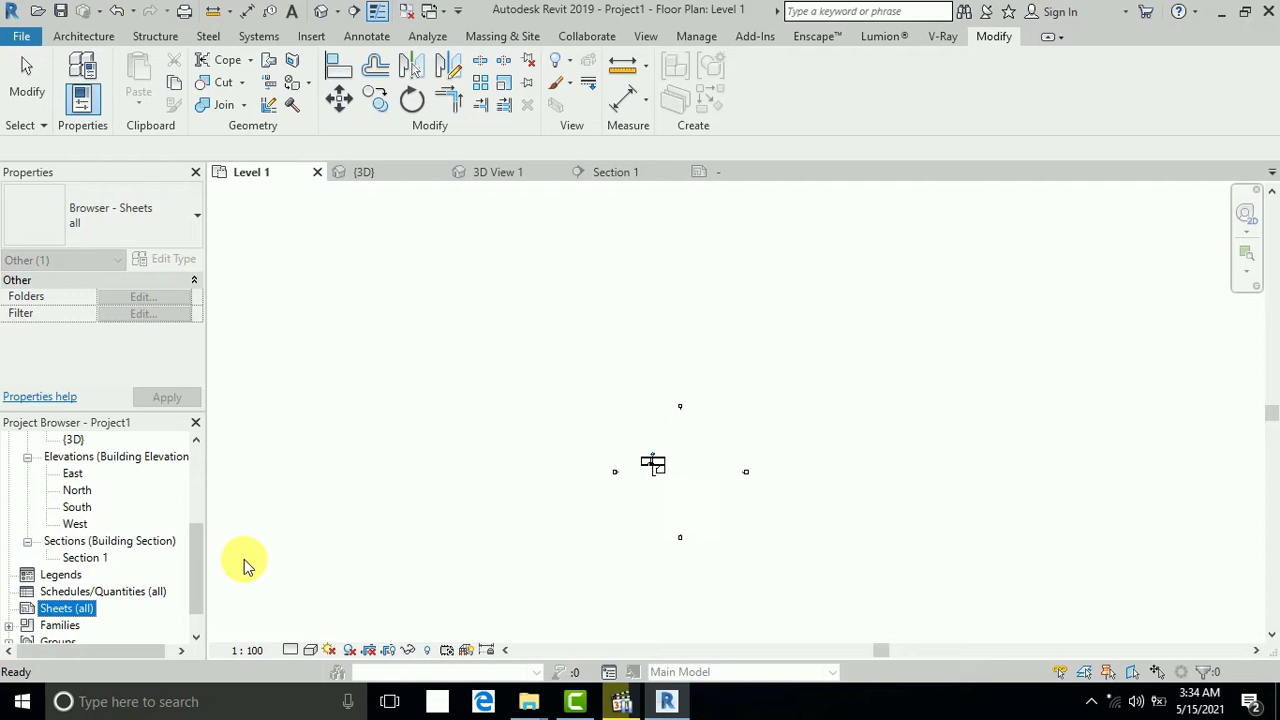 Autodesk Revit 2019 - Project1 - Floor Plan: Level 1
Type a keyword or phrase
Sign In
File
Architecture
Structure
Steel
Systems
Insert
Annotate
Analyze
Massing & Site
Collaborate
View
Manage
Add-Ins
Enscape™
Lumion®
V-Ray
Modify
Modify
Paste
Cope
Cut
Join
Select
Properties
Clipboard
Geometry
Modify
View
Measure
Create
Properties
Level 1
{3D}
3D View 1
Section 1
-
Browser - Sheets
all
Other (1)
Edit Type
Other
Folders
Edit...
Filter
Edit...
Properties help
Apply
Project Browser - Project1
{3D}
Elevations (Building Elevation
East
North
South
West
Sections (Building Section)
Section 1
Legends
Schedules/Quantities (all)
Sheets (all)
Families
Groups
2D
1 : 100
Ready
:0
Main Model
:0
Type here to search
3:34 AM
5/15/2021
2